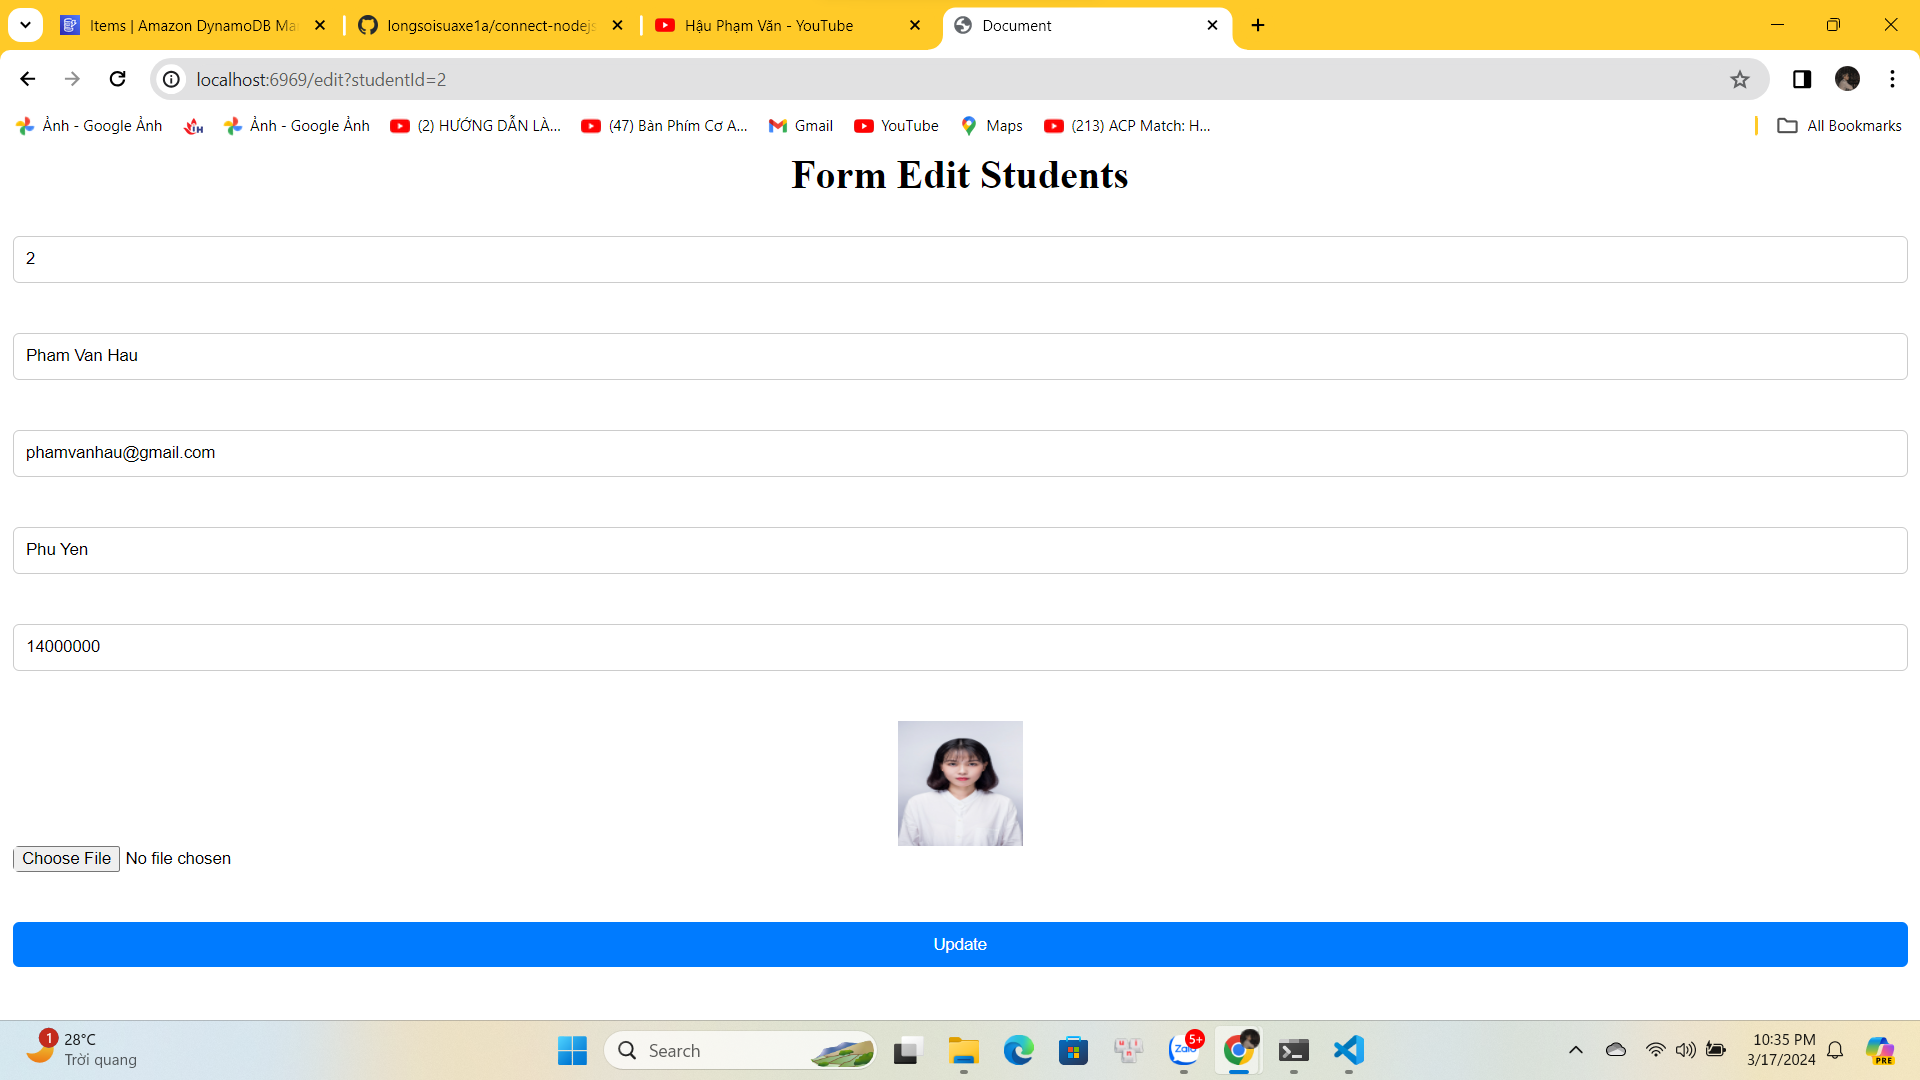 Items | Amazon DynamoDB Ma
longsoisuaxe1a/connect-nodejs
Hậu Phạm Văn - YouTube
Document
localhost:6969/edit?studentId=2
Ảnh - Google Ảnh
Ảnh - Google Ảnh
(2) HƯỚNG DẪN LÀ...
(47) Bàn Phím Cơ A...
Gmail
YouTube
Maps
(213) ACP Match: H...
All Bookmarks
Form Edit Students
2
Pham Van Hau
phamvanhau@gmail.com
Phu Yen
14000000
Choose File No file chosen
Update
1
28°C
Trời quang
Search
Zalo
5+
10:35 PM
3/17/2024
PRE